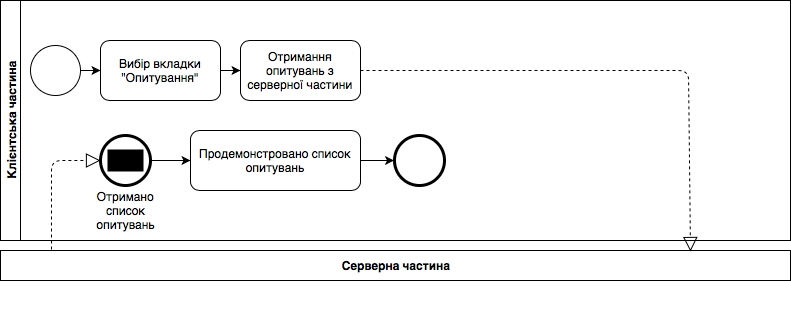 Клієнтська частина
Вибір вкладки
"Опитування"
Отримання
опитувань з
серверної частини
Отримано
список
опитувань
Продемонстровано список
опитувань
Серверна частина